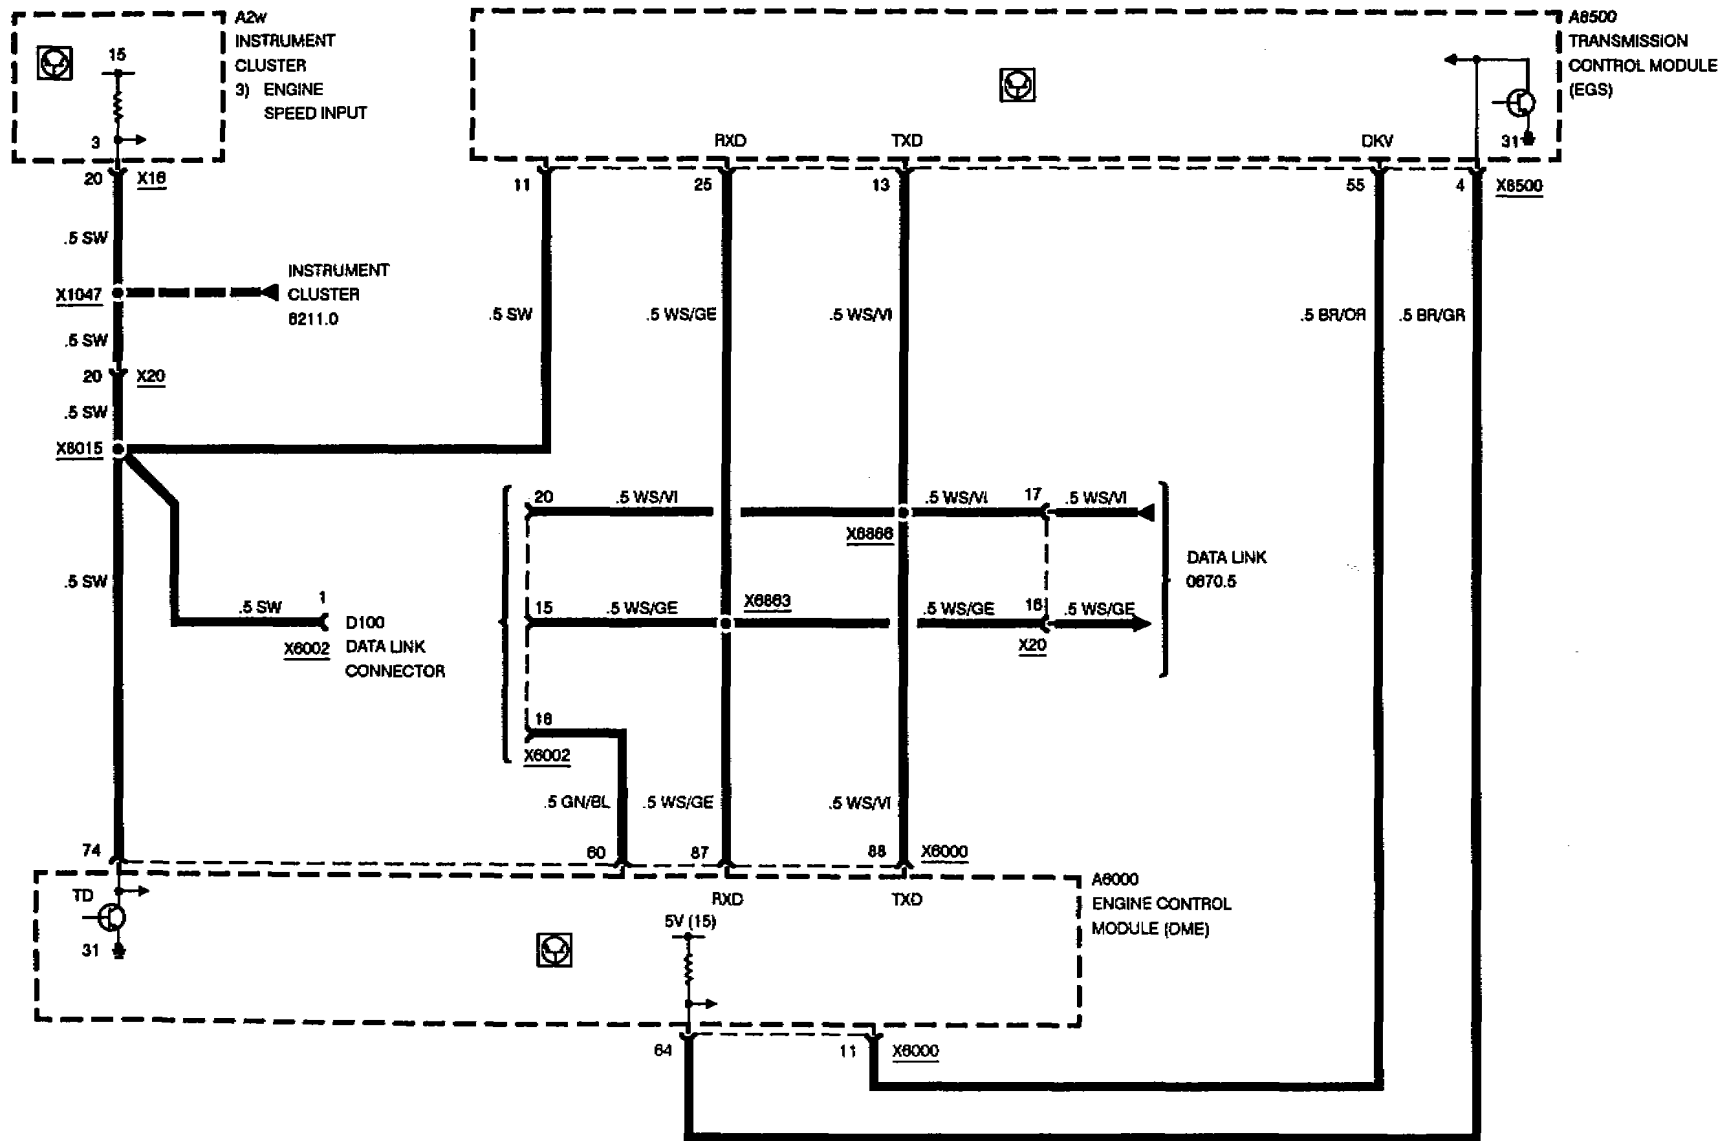 A2w
INSTRUMENT
CLUSTER
3) ENGINE
SPEED INPUT
15
3
20 X16
.5 SW
X1047
INSTRUMENT
CLUSTER
6211.0
.5 SW
20 X20
.5 SW
X6015
.5 SW
A8500
TRANSMISSION
CONTROL MODULE
(EGS)
31
RXD TXD DKV
11 25 13 55 4 X8500
.5 SW .5 WS/GE .5 WS/VI .5 BR/OR .5 BR/GR
20 .5 WS/VI .5 WS/VI 17 .5 WS/VI
X6866
DATA LINK
0670.5
15 .5 WS/GE X6863 .5 WS/GE 16 .5 WS/GE
X20
.5 SW 1
D100
X6002 DATA LINK
CONNECTOR
18
X6002
.5 GN/BL .5 WS/GE .5 WS/VI
74 60 87 88 X6000
TD RXD TXD
31
5V (15)
A6000
ENGINE CONTROL
MODULE (DME)
64 11 X6000